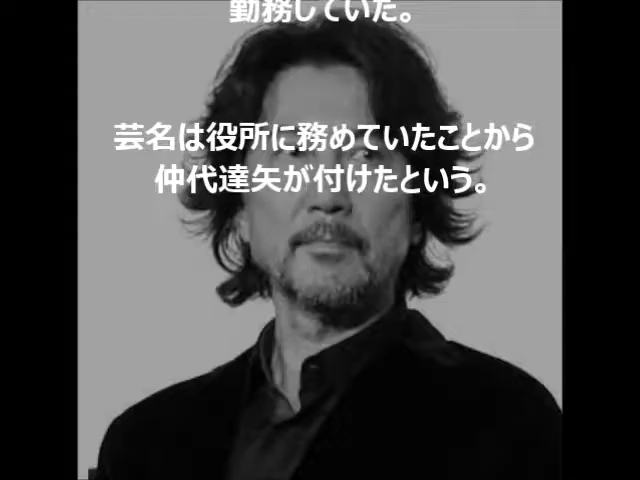 勤務していた。
芸名は役所に務めていたことから
仲代達矢が付けたという。